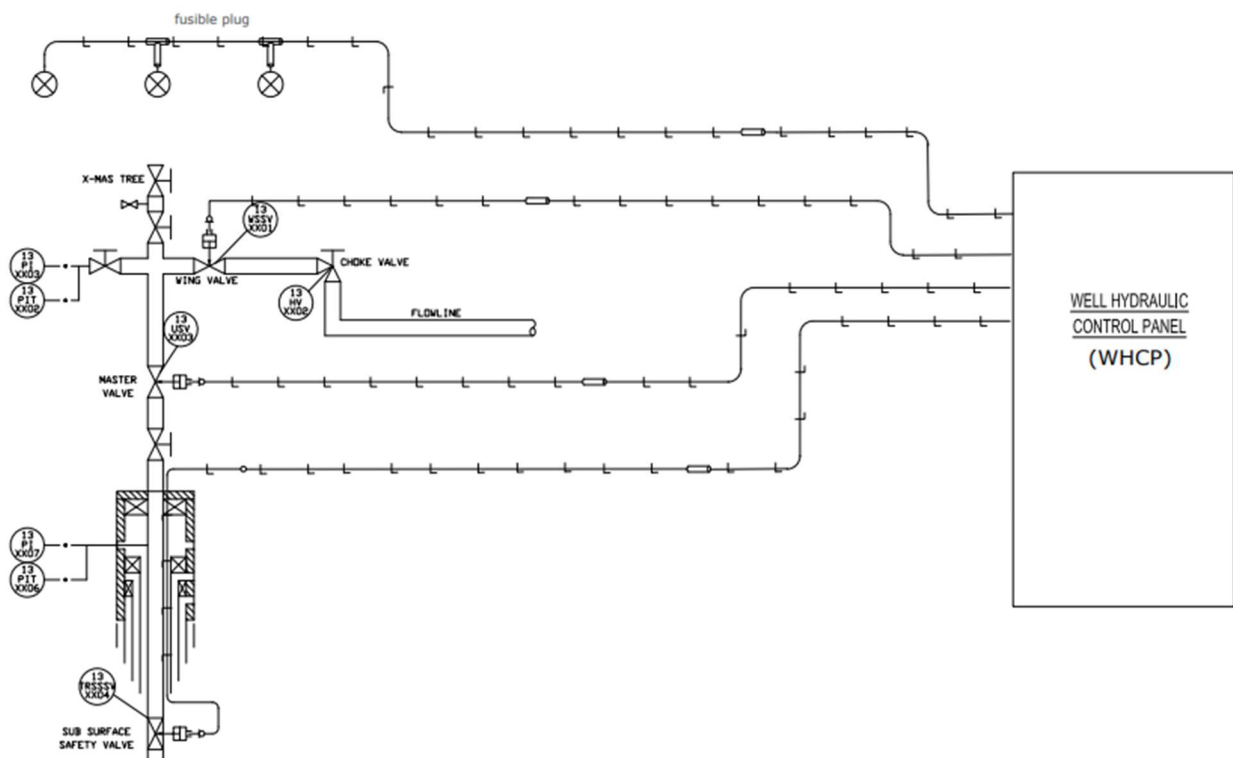 fusible plug
X-MAS TREE
13
WSSV
XX01
13
PI
XX03
13
PIT
XX02
WING VALVE
CHOKE VALVE
13
HV
XX02
FLOWLINE
13
USV
XX03
MASTER
VALVE
WELL HYDRAULIC
CONTROL PANEL
(WHCP)
13
PI
XX07
13
PIT
XX06
13
TRSSSV
XX04
SUB SURFACE
SAFETY VALVE